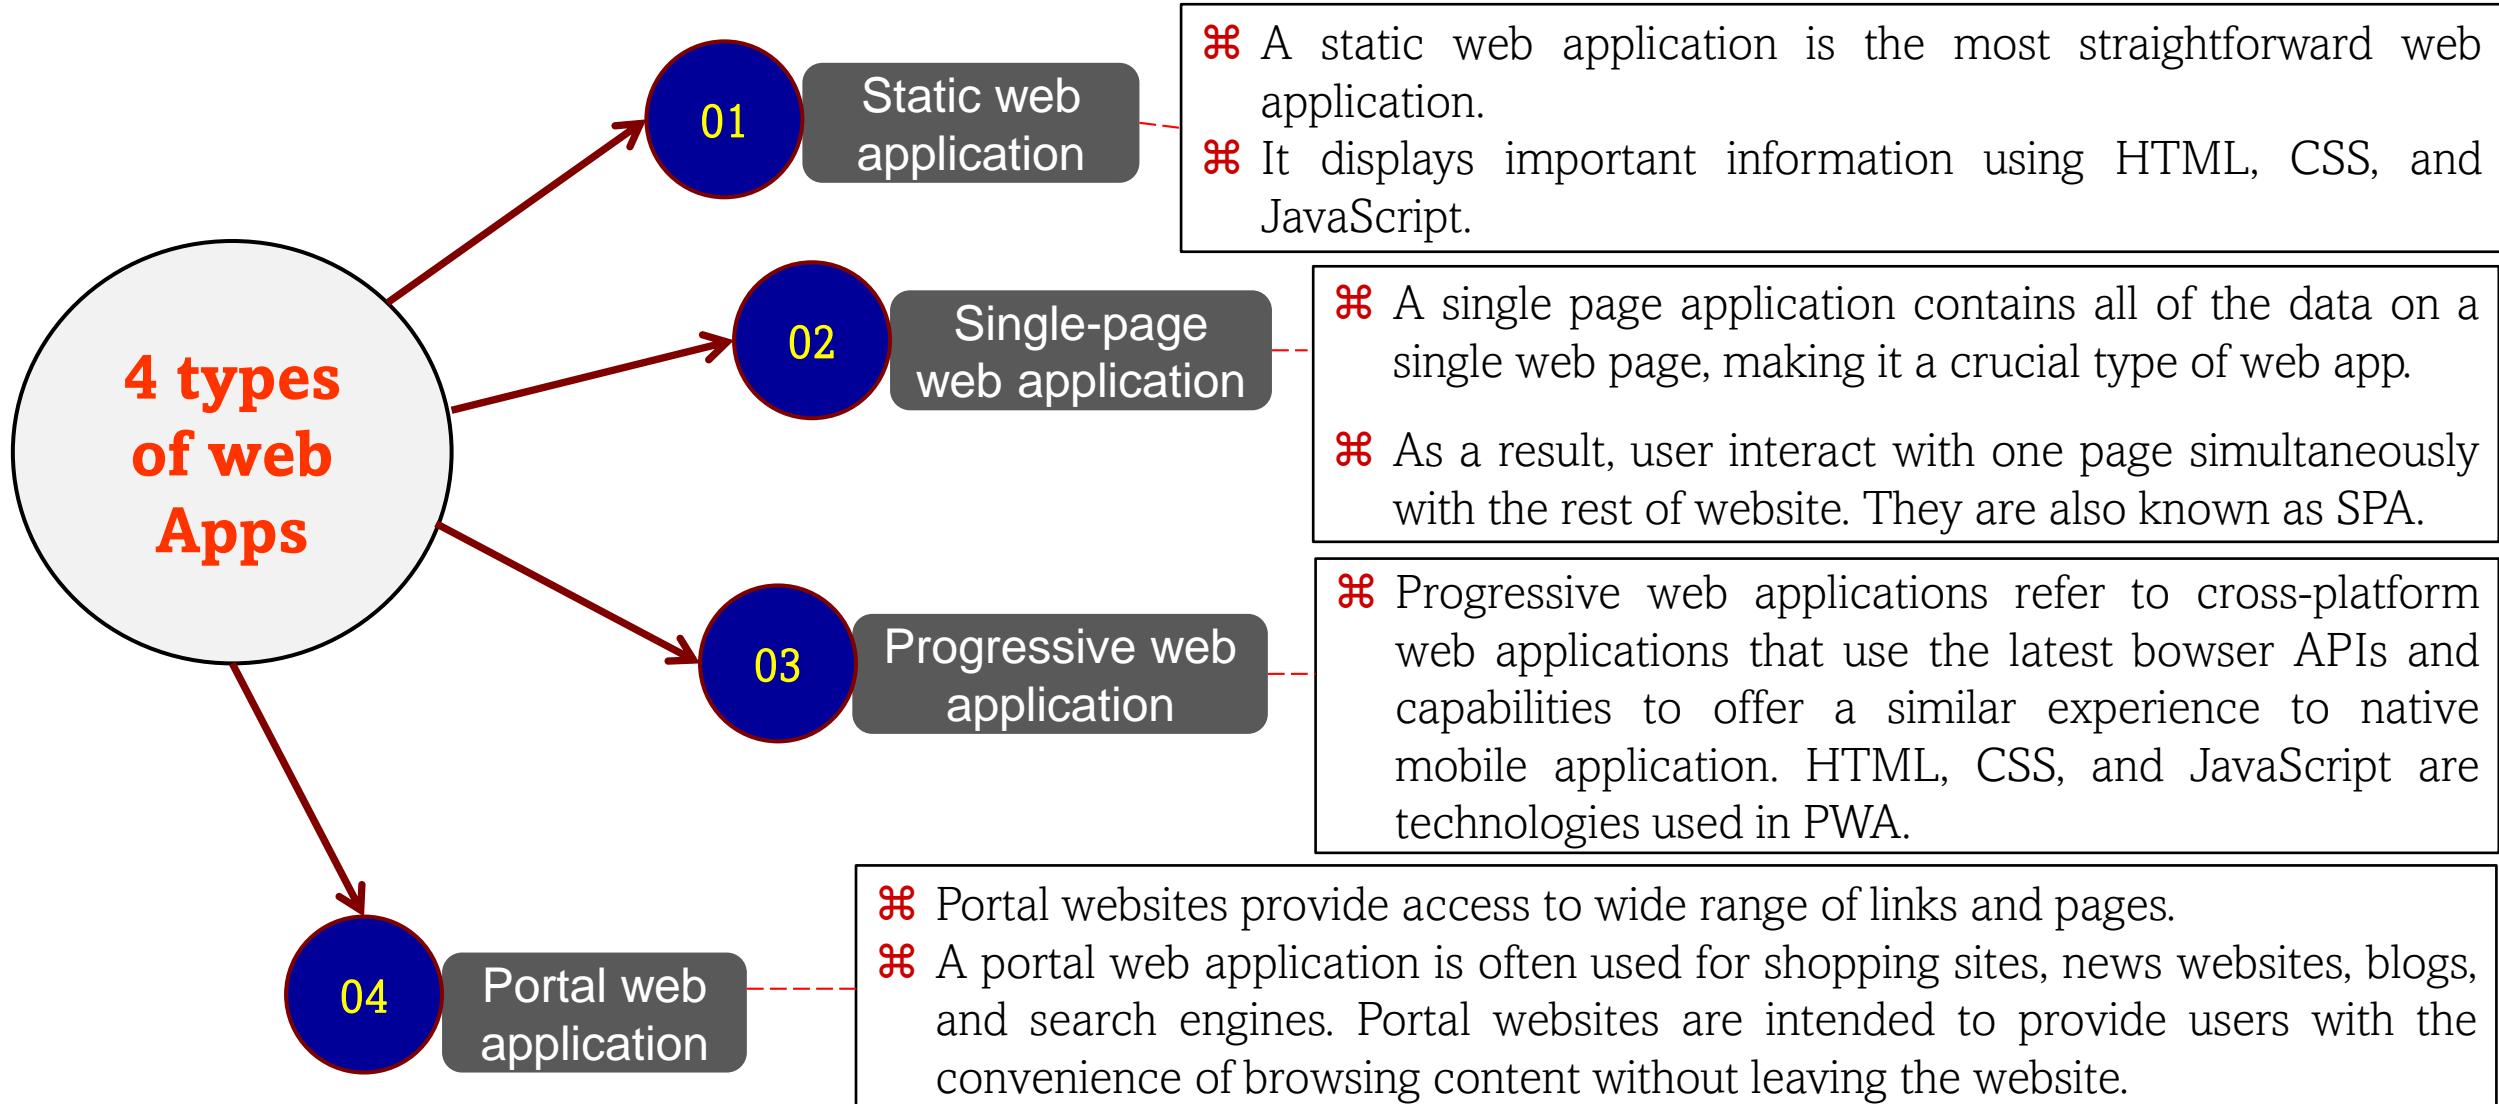 4 types
of web
Apps
01
Static web
application
⌘ A static web application is the most straightforward web
application.
⌘ It displays important information using HTML, CSS, and
JavaScript.
02
Single-page
web application
⌘ A single page application contains all of the data on a
single web page, making it a crucial type of web app.
⌘ As a result, user interact with one page simultaneously
with the rest of website. They are also known as SPA.
03
Progressive web
application
⌘ Progressive web applications refer to cross-platform
web applications that use the latest bowser APIs and
capabilities to offer a similar experience to native
mobile application. HTML, CSS, and JavaScript are
technologies used in PWA.
04
Portal web
application
⌘ Portal websites provide access to wide range of links and pages.
⌘ A portal web application is often used for shopping sites, news websites, blogs,
and search engines. Portal websites are intended to provide users with the
convenience of browsing content without leaving the website.